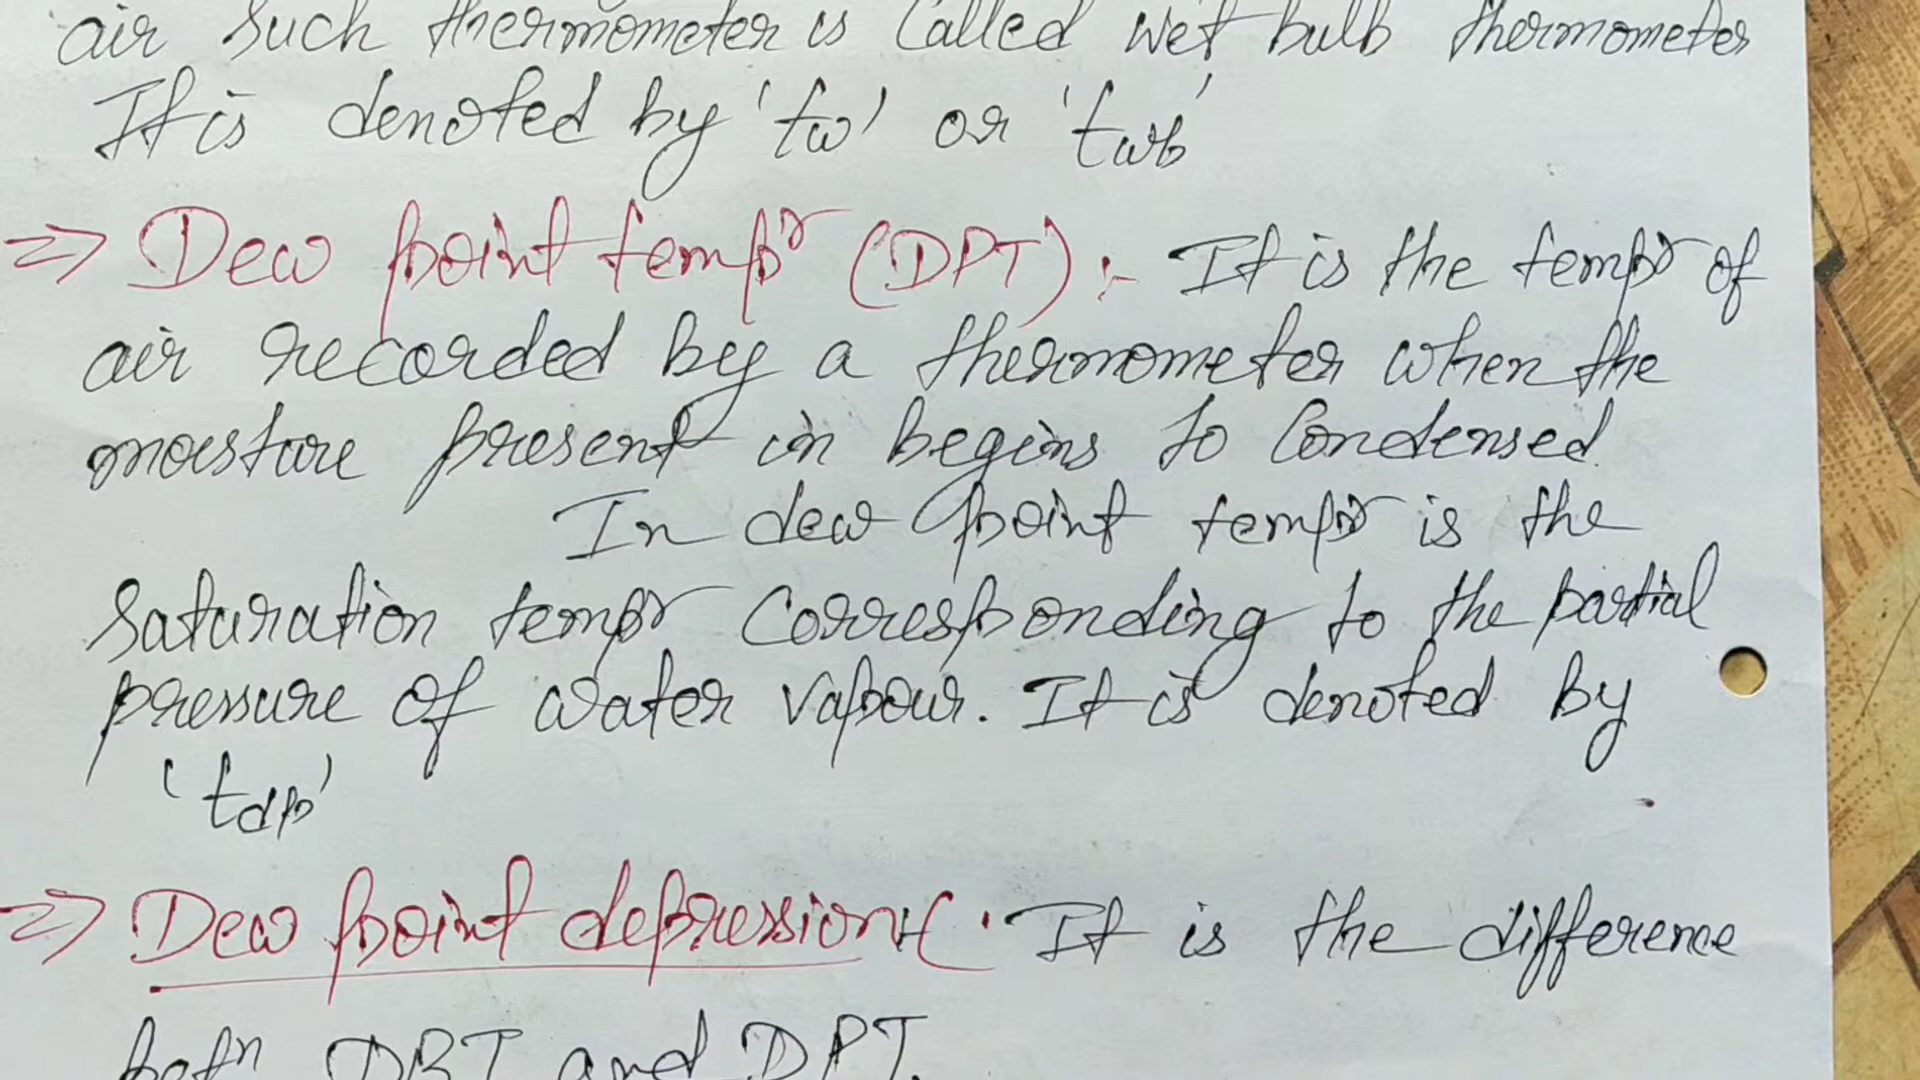 air such thermometer is Called wet bulb thermometer
It is denoted by 'tw' or 'twb'
=> Dew point tempr (DPT) :- It is the tempr of
air recorded by a thermometer when the
moisture present in begins to Condensed.
In dew point tempr is the
Saturation tempr Corresponding to the partial
pressure of water vapour. It is denoted by
'tdp'
=> Dew point depression :- It is the difference
betn DBT and DPT.